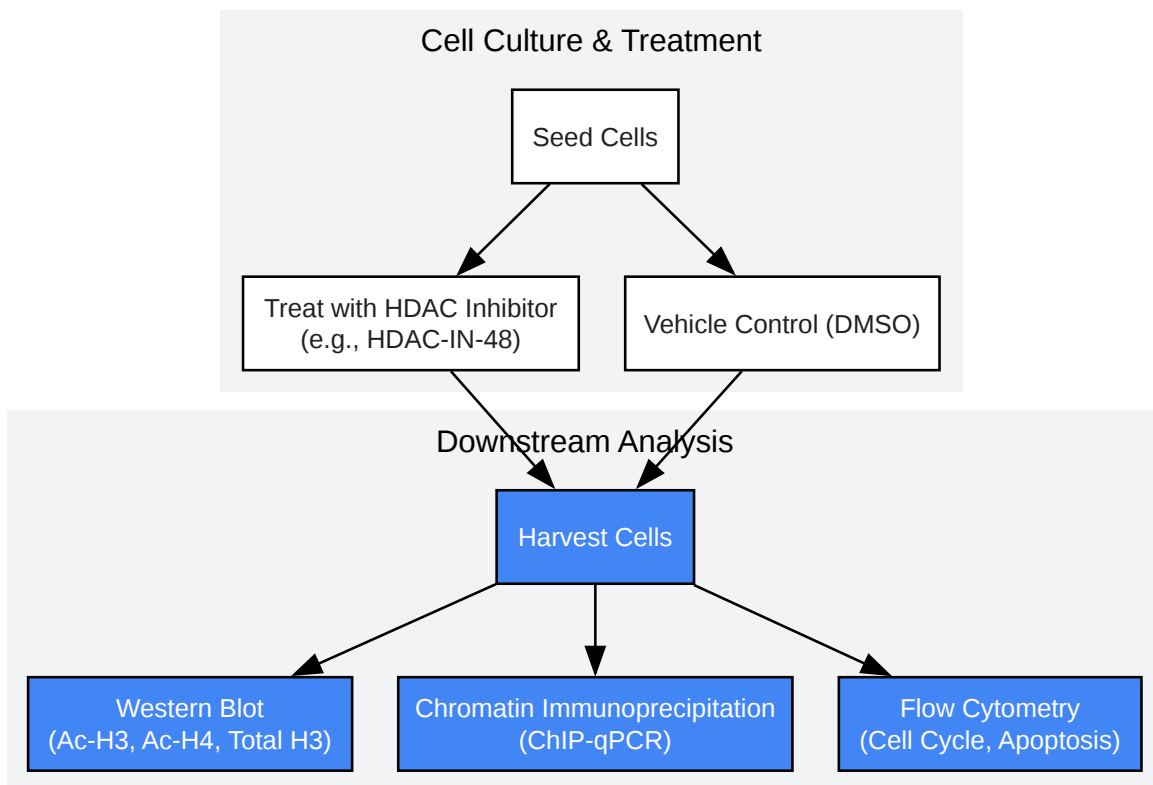 Cell Culture & Treatment
Seed Cells
Treat with HDAC Inhibitor
(e.g., HDAC-IN-48)
Vehicle Control (DMSO)
Downstream Analysis
Harvest Cells
Western Blot
(Ac-H3, Ac-H4, Total H3)
Chromatin Immunoprecipitation
(ChIP-qPCR)
Flow Cytometry
(Cell Cycle, Apoptosis)